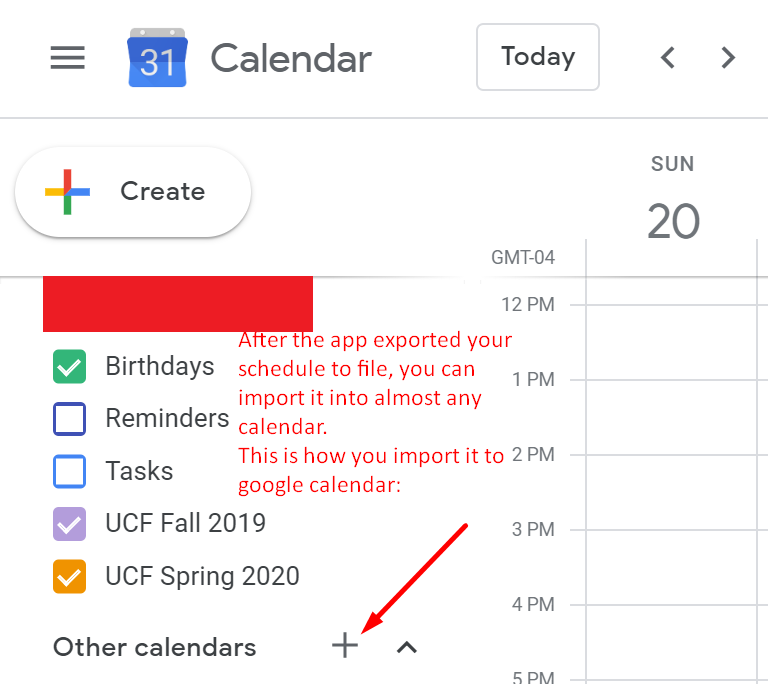 31 Calendar Today
Create
SUN
20
GMT-04
12 PM
After the app exported your
schedule to file, you can
import it into almost any
calendar.
This is how you import it to
google calendar:
Birthdays
Reminders
Tasks
UCF Fall 2019
UCF Spring 2020
Other calendars
1 PM
2 PM
3 PM
4 PM
5 PM